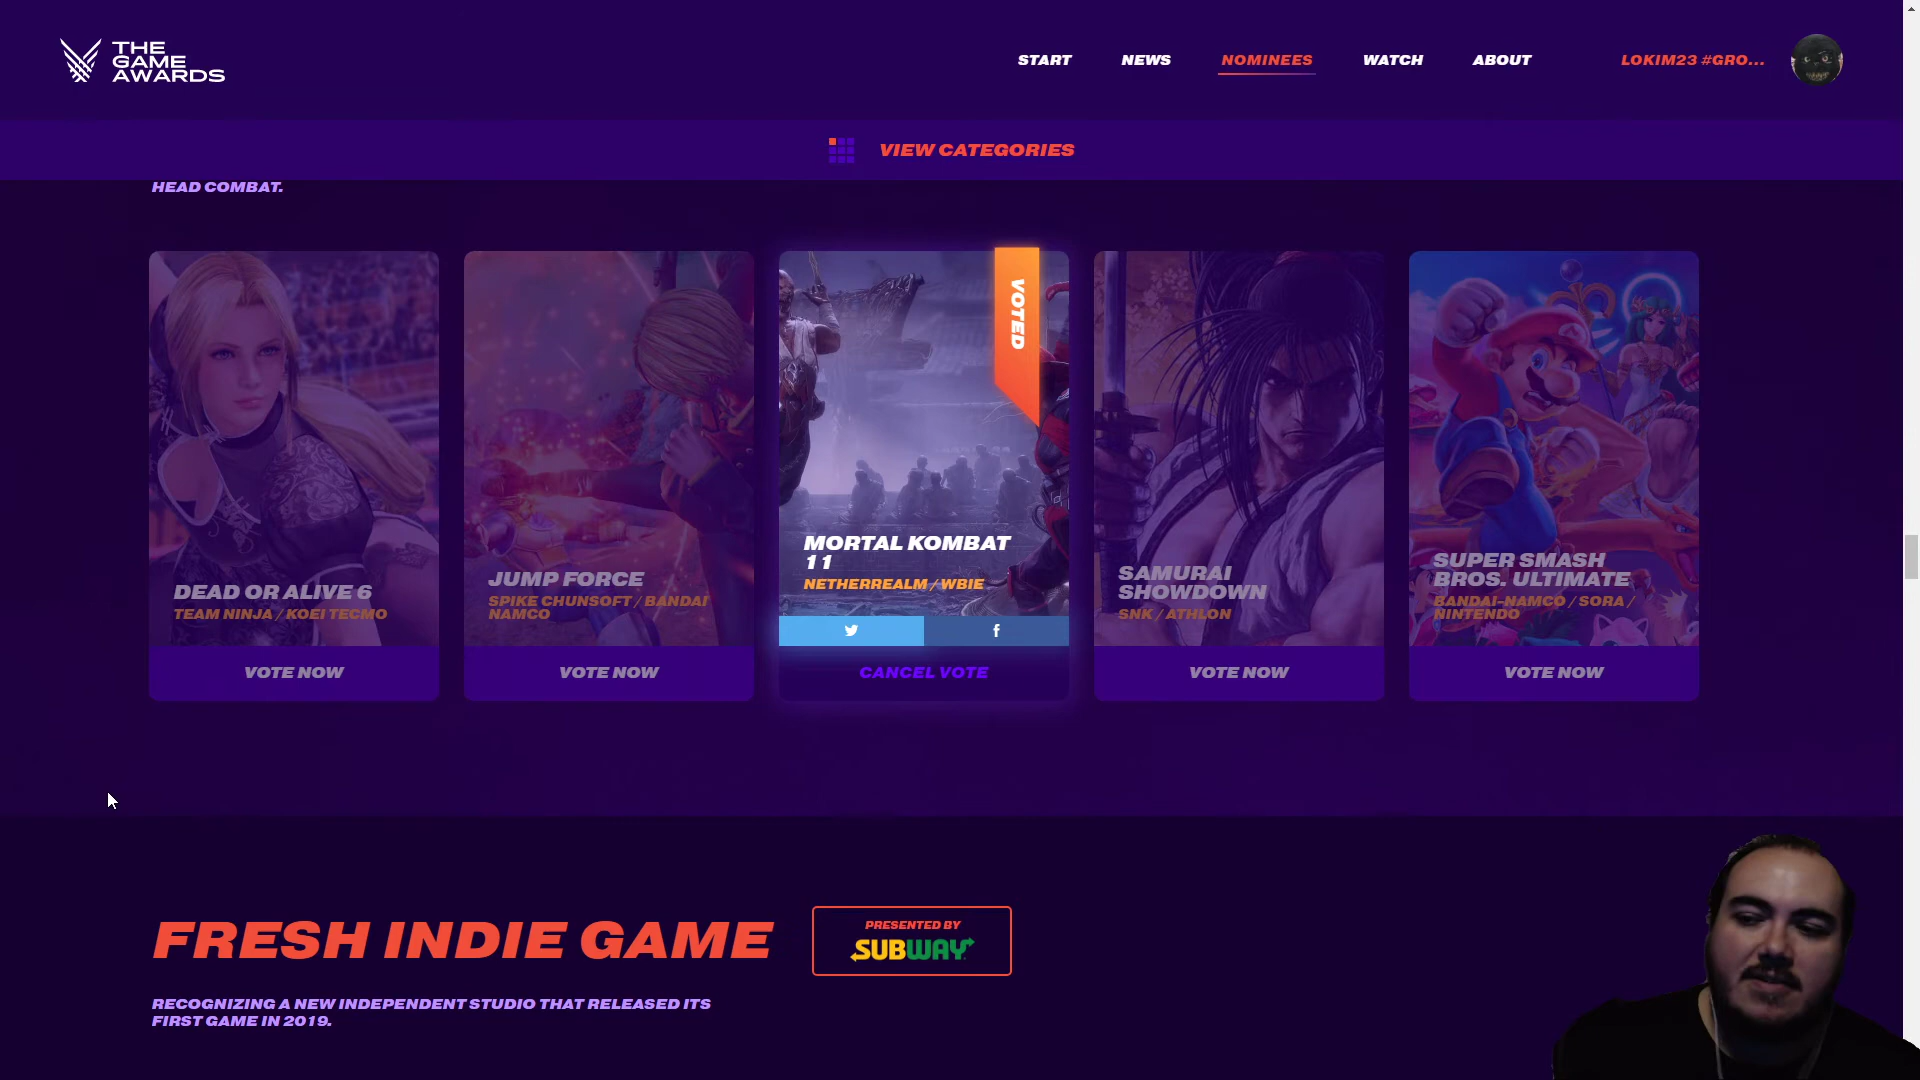 THE
GAME
AWARDS
START
NEWS
NOMINEES
WATCH
ABOUT
LOKIM23 #GRO...
VIEW CATEGORIES
HEAD COMBAT.
VOTED
DEAD OR ALIVE 6
TEAM NINJA / KOEI TECMO
VOTE NOW
JUMP FORCE
SPIKE CHUNSOFT / BANDAI
NAMCO
VOTE NOW
MORTAL KOMBAT
11
NETHERREALM / WBIE
CANCEL VOTE
SAMURAI
SHOWDOWN
SNK / ATHLON
VOTE NOW
SUPER SMASH
BROS. ULTIMATE
BANDAI-NAMCO / SORA /
NINTENDO
VOTE NOW
FRESH INDIE GAME
PRESENTED BY
SUBWAY
RECOGNIZING A NEW INDEPENDENT STUDIO THAT RELEASED ITS
FIRST GAME IN 2019.